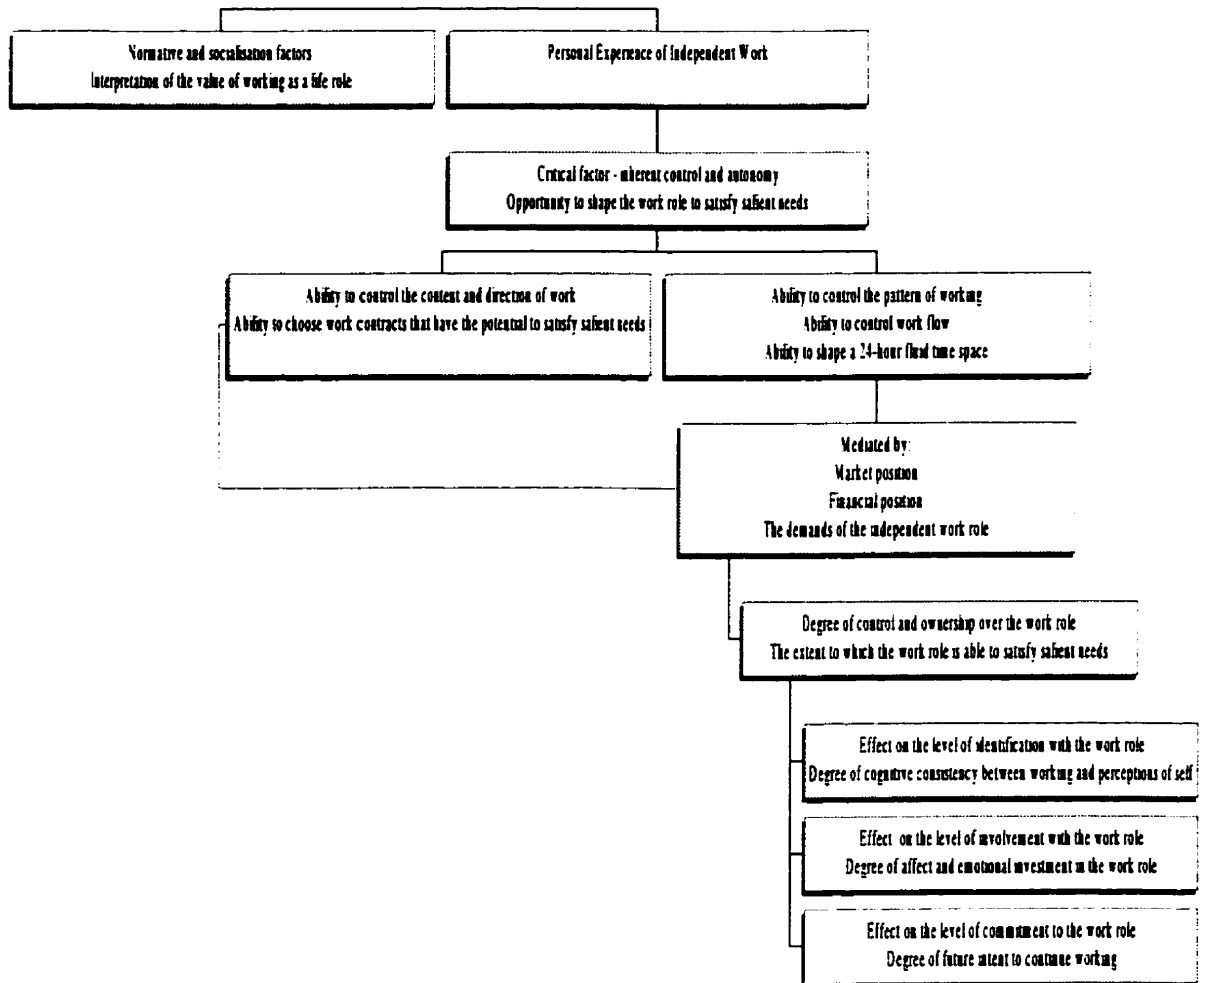 Normative and socialisation factors
Interpretation of the value of working as a life role
Personal Experience of Independent Work
Critical factor - inherent control and autonomy
Opportunity to shape the work role to satisfy salient needs
Ability to control the content and direction of work
Ability to choose work contracts that have the potential to satisfy salient needs
Ability to control the pattern of working
Ability to control work flow
Ability to shape a 24-hour fluid time space
Mediated by:
Market position
Financial position
The demands of the independent work role
Degree of control and ownership over the work role
The extent to which the work role is able to satisfy salient needs
Effect on the level of identification with the work role
Degree of cognitive consistency between working and perceptions of self
Effect on the level of involvement with the work role
Degree of affect and emotional investment in the work role
Effect on the level of commitment to the work role
Degree of future intent to continue working